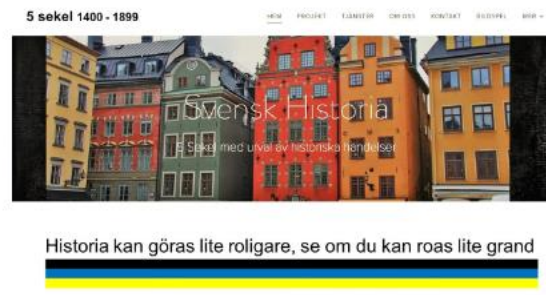 5 sekel 1400 - 1899
HEM PROJEKT TJÄNSTER OM OSS KONTAKT BILDSPEL MER
Svensk Historia
5 Sekel med urval av historiska händelser
Historia kan göras lite roligare, se om du kan roas lite grand